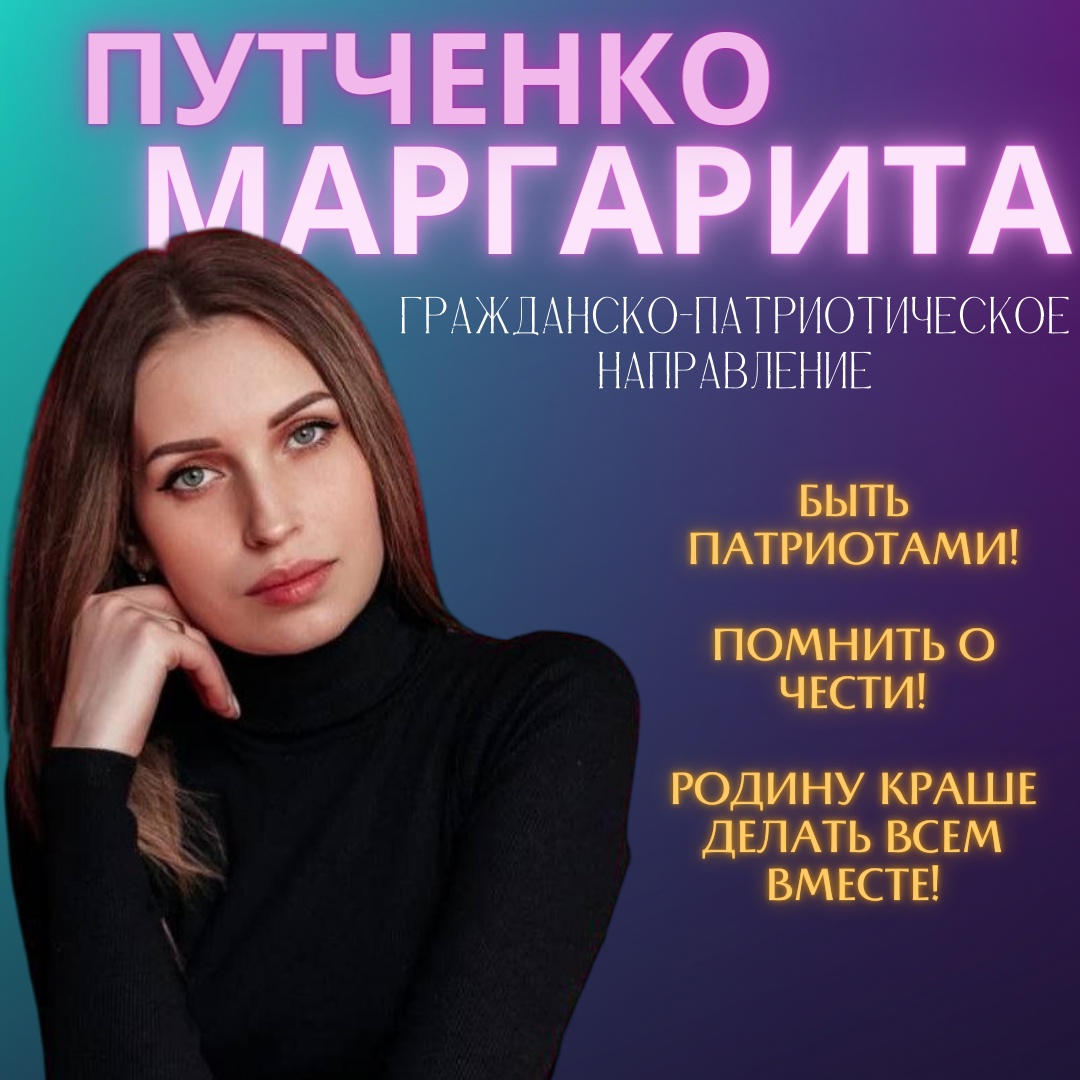 ПУТЧЕНКО
МАРГАРИТА
ГРАЖДАНСКО-ПАТРИОТИЧЕСКОЕ
НАПРАВЛЕНИЕ
БЫТЬ
ПАТРИОТАМИ!
ПОМНИТЬ О
ЧЕСТИ!
РОДИНУ КРАШЕ
ДЕЛАТЬ ВСЕМ
ВМЕСТЕ!